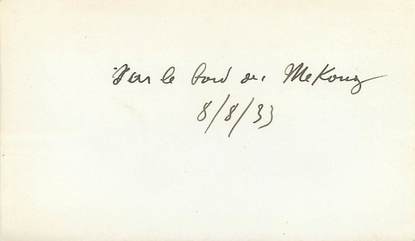 Sur le bord du MeKong
8/8/33